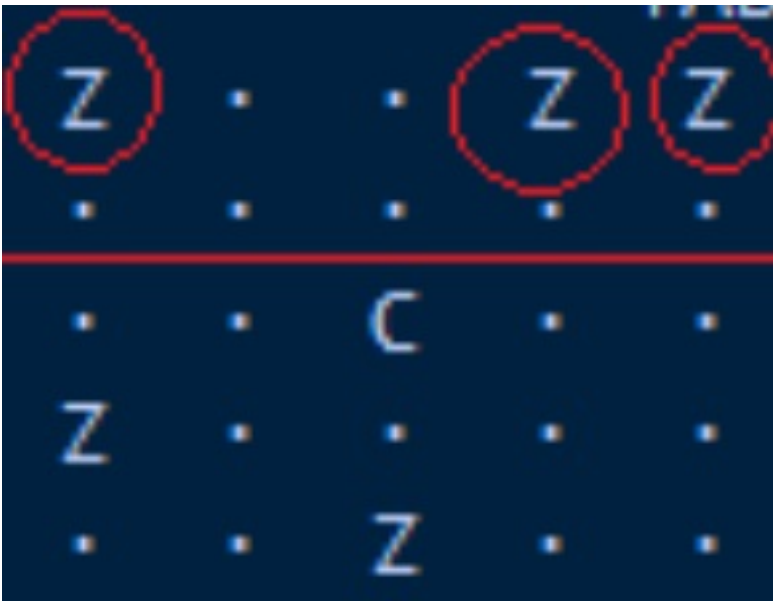 Z . . Z Z
. . . . .
. . C . .
Z . . . .
. . Z . .